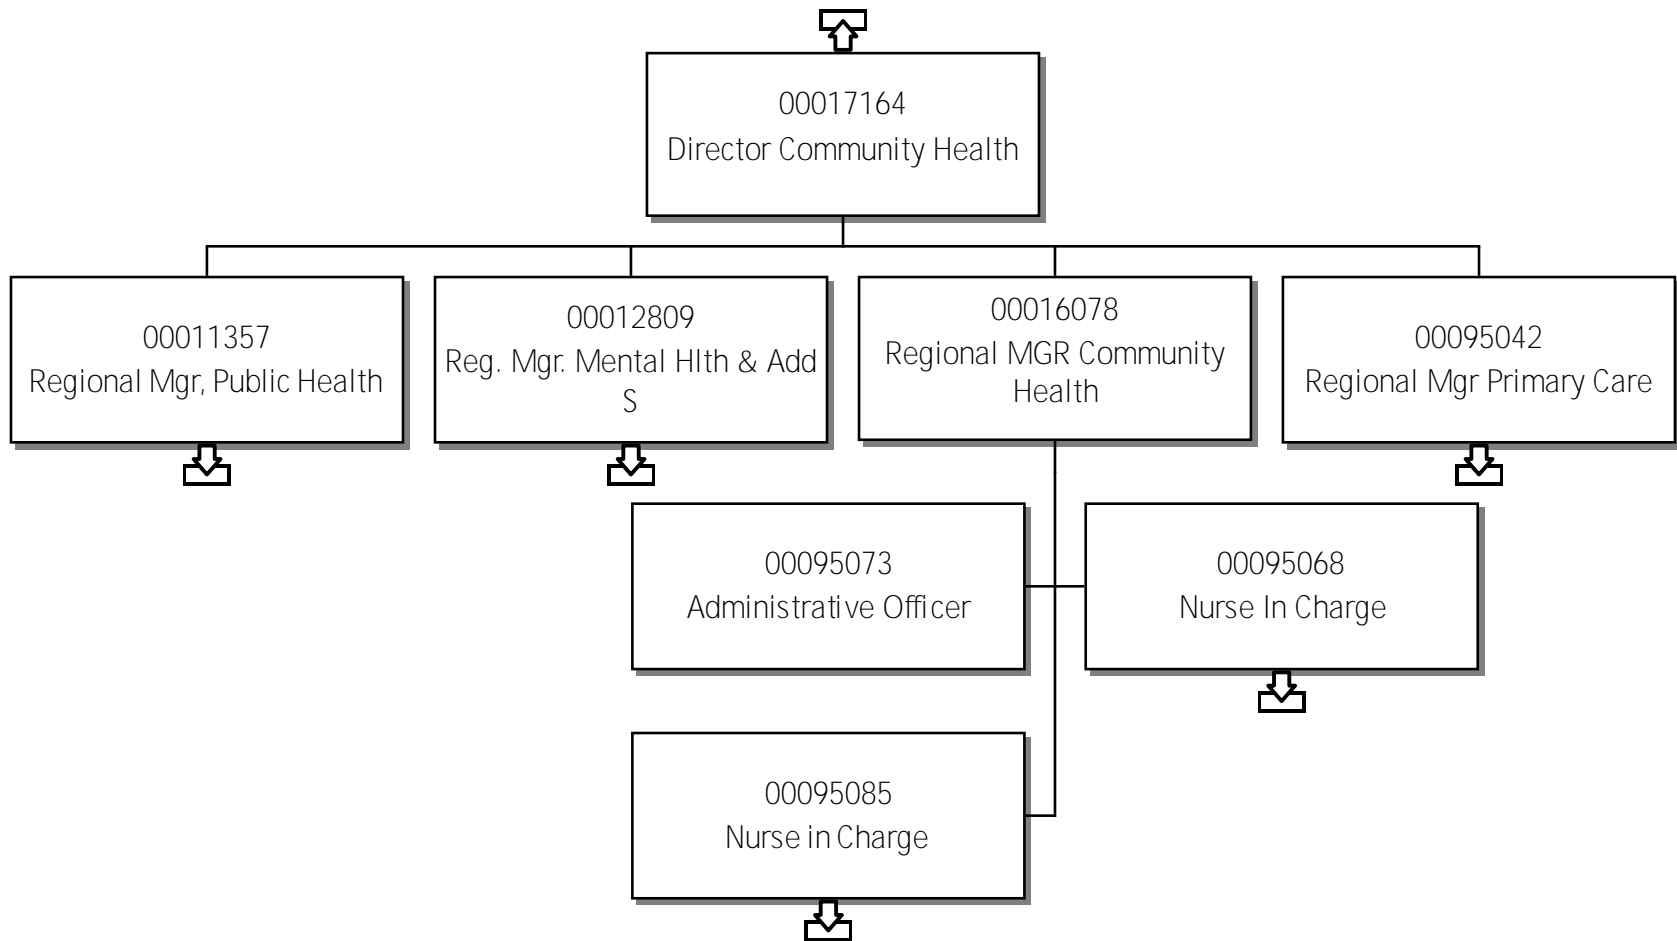 00017164
Director Community Health
00011357
Regional Mgr, Public Health
00012809
Reg. Mgr. Mental Hlth & Add
S
00016078
Regional MGR Community
Health
00095042
Regional Mgr Primary Care
00095073
Administrative Officer
00095068
Nurse In Charge
00095085
Nurse in Charge